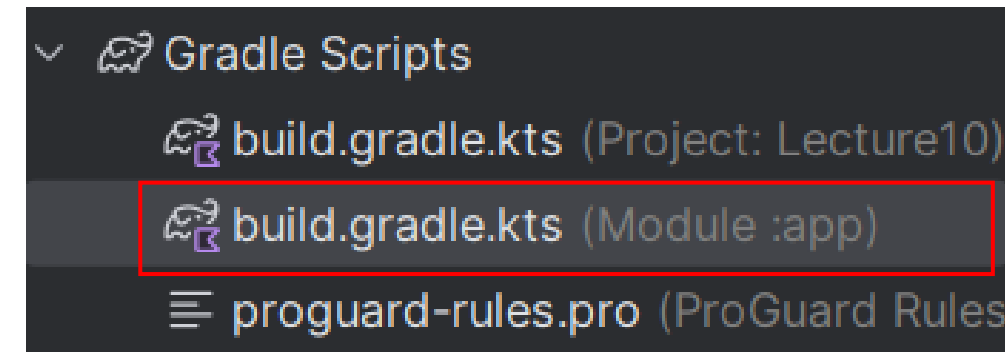 Gradle Scripts
build.gradle.kts (Project: Lecture10)
build.gradle.kts (Module :app)
proguard-rules.pro (ProGuard Rules